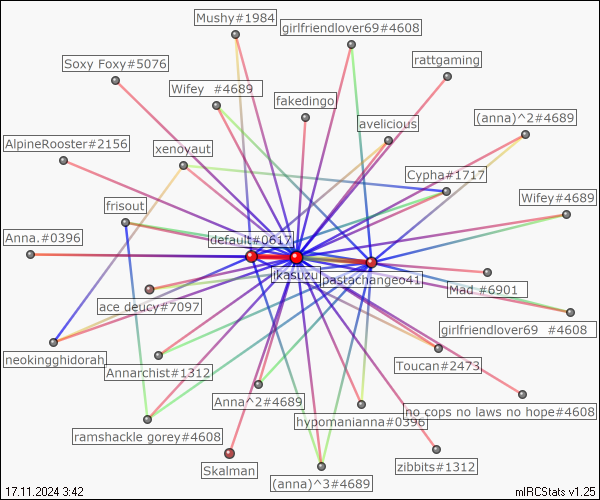 Mushy#1984
girlfriendlover69#4608
Soxy Foxy#5076
rattgaming
Wifey  #4689
fakedingo
avelicious
(anna)^2#4689
AlpineRooster#2156
xenoyaut
Cypha#1717
Wifey#4689
frisout
default#0617
Anna.#0396
ikasuzu
pastachangeo41
Mad #6901
ace deucy#7097
girlfriendlover69  #4608
neokingghidorah
Annarchist#1312
Toucan#2473
Anna^2#4689
no cops no laws no hope#4608
hypomanianna#0396
ramshackle gorey#4608
Skalman
zibbits#1312
(anna)^3#4689
17.11.2024 3:42
mIRCStats v1.25